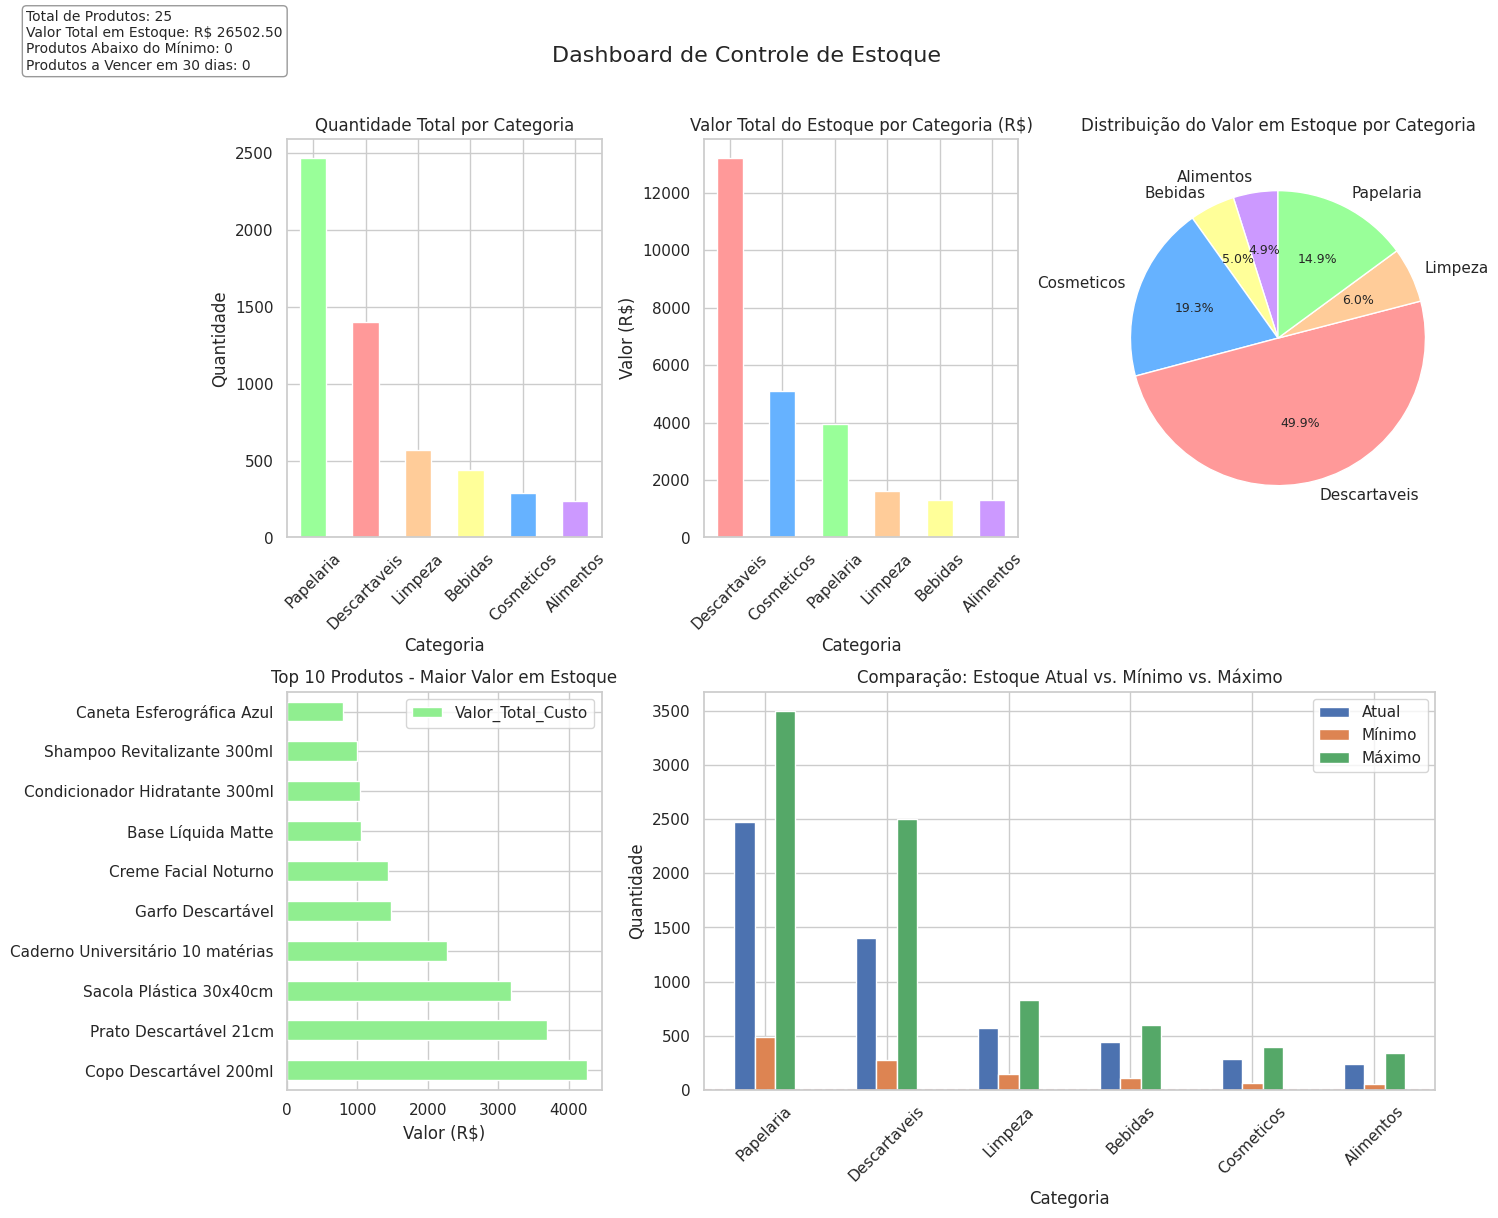 Total de Produtos: 25
Valor Total em Estoque: R$ 26502.50
Produtos Abaixo do Mínimo: 0
Produtos a Vencer em 30 dias: 0
Dashboard de Controle de Estoque
Quantidade Total por Categoria
Quantidade
2500
2000
1500
1000
500
0
Papelaria
Descartaveis
Limpeza
Bebidas
Cosmeticos
Alimentos
Categoria
Valor Total do Estoque por Categoria (R$)
Valor (R$)
12000
10000
8000
6000
4000
2000
0
Descartaveis
Cosmeticos
Papelaria
Limpeza
Bebidas
Alimentos
Categoria
Distribuição do Valor em Estoque por Categoria
Alimentos
Bebidas
Papelaria
Cosmeticos
Limpeza
Descartaveis
4.9%
5.0%
14.9%
19.3%
6.0%
49.9%
Top 10 Produtos - Maior Valor em Estoque
Valor_Total_Custo
Caneta Esferográfica Azul
Shampoo Revitalizante 300ml
Condicionador Hidratante 300ml
Base Líquida Matte
Creme Facial Noturno
Garfo Descartável
Caderno Universitário 10 matérias
Sacola Plástica 30x40cm
Prato Descartável 21cm
Copo Descartável 200ml
0
1000
2000
3000
4000
Valor (R$)
Comparação: Estoque Atual vs. Mínimo vs. Máximo
Atual
Mínimo
Máximo
Quantidade
3500
3000
2500
2000
1500
1000
500
0
Papelaria
Descartaveis
Limpeza
Bebidas
Cosmeticos
Alimentos
Categoria